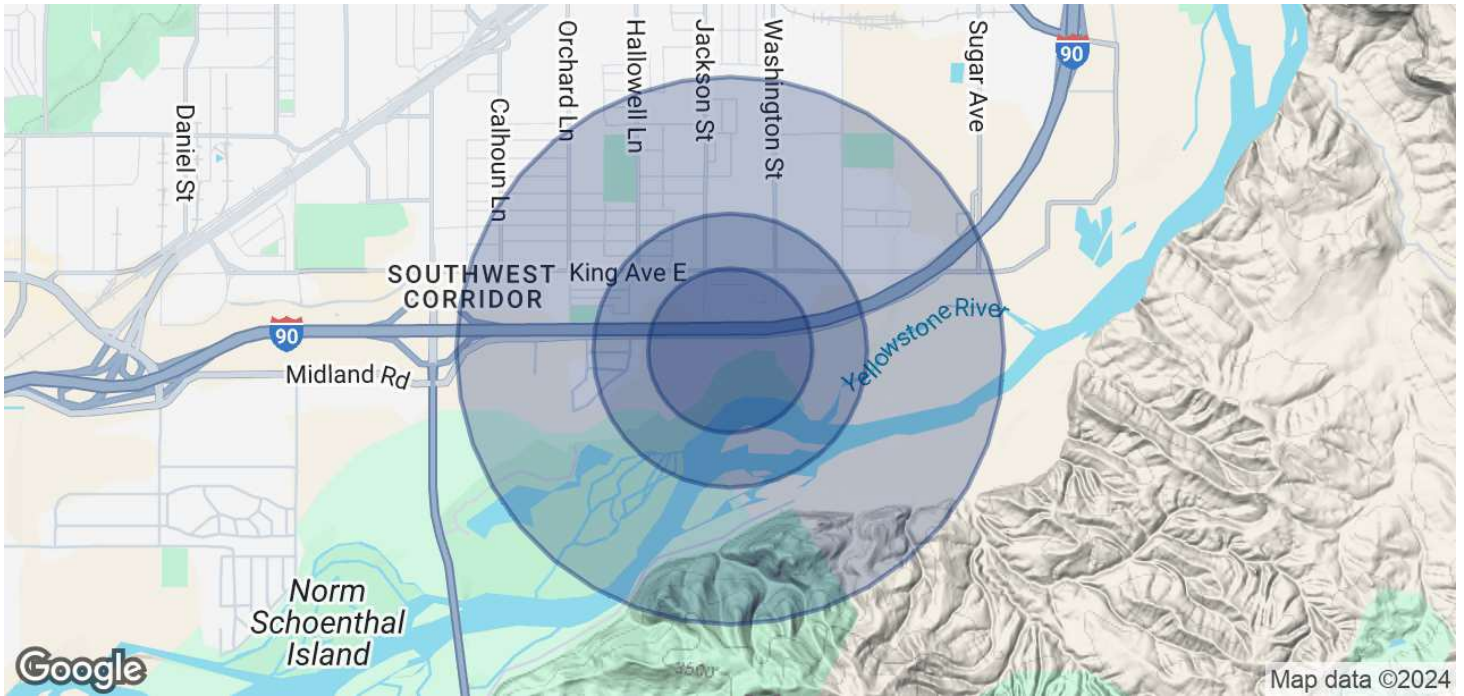 Orchard Ln
Hallowell Ln
Jackson St
Washington St
Sugar Ave
90
Daniel St
Calhoun Ln
SOUTHWEST
CORRIDOR
King Ave E
90
Midland Rd
Yellowstone River
Norm
Schoenthal
Island
3500
Google
Map data ©2024